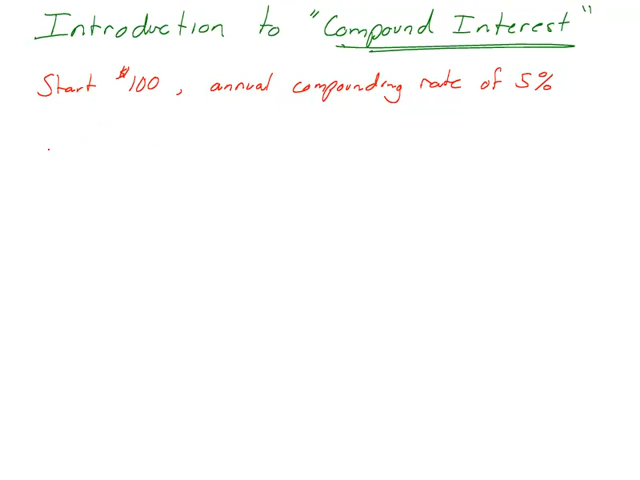 Introduction to "Compound Interest"
Start $100, annual compounding rate of 5%